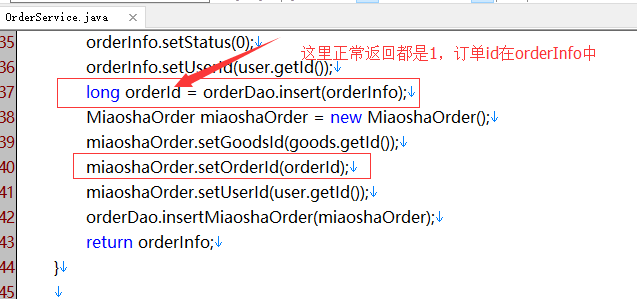 OrderService.java
35 orderInfo.setStatus(0);↓
这里正常返回都是1，订单id在orderInfo中
36 orderInfo.setUserId(user.getId());↓
37 long orderId = orderDao.insert(orderInfo);↓
38 MiaoshaOrder miaoshaOrder = new MiaoshaOrder();↓
39 miaoshaOrder.setGoodsId(goods.getId());↓
40 miaoshaOrder.setOrderId(orderId);↓
41 miaoshaOrder.setUserId(user.getId());↓
42 orderDao.insertMiaoshaOrder(miaoshaOrder);↓
43 return orderInfo;↓
44 }↓
45 ↓